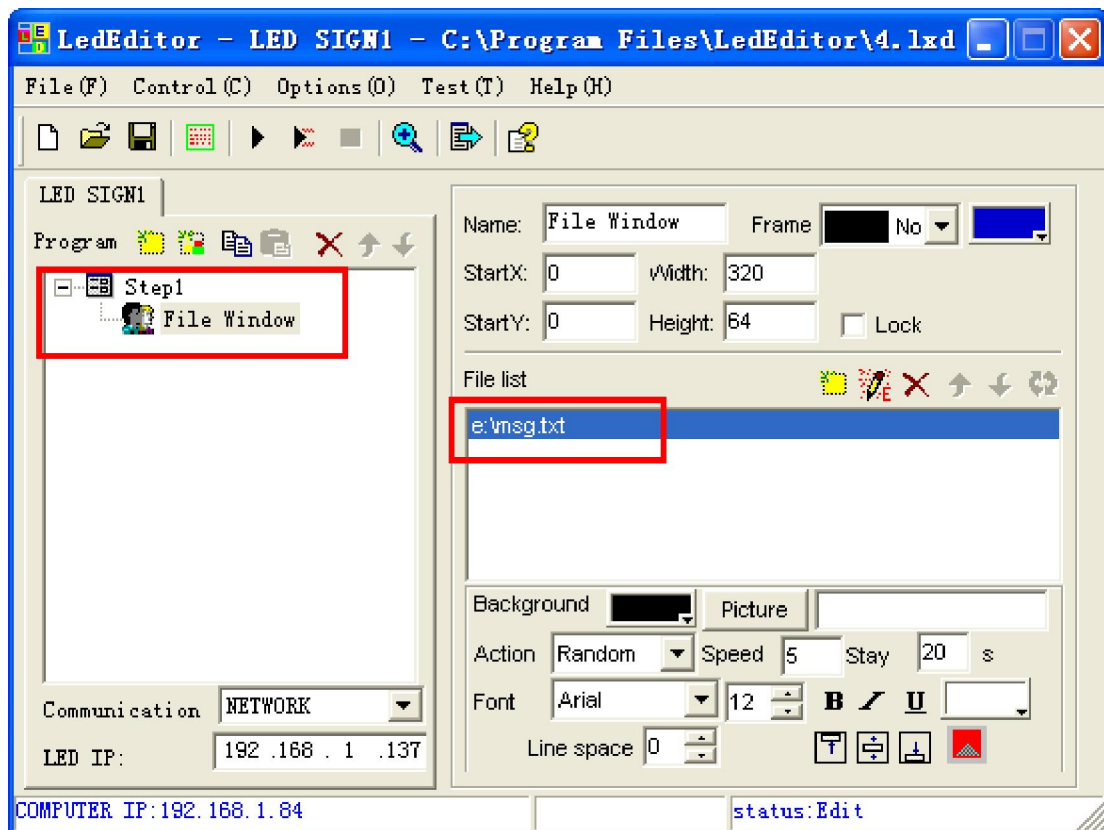 LedEditor - LED SIGN1 - C:\Program Files\LedEditor\4.lxd
File(F) Control(C) Options(O) Test(T) Help(H)
LED SIGN1
Program
Step1
File Window
Communication NETWORK
LED IP: 192 .168 . 1 .137
Name: File Window Frame No
StartX: 0 Width: 320
StartY: 0 Height: 64 Lock
File list
e:\msg.txt
Background Picture
Action Random Speed 5 Stay 20 s
Font Arial 12 B I U
Line space 0
COMPUTER IP:192.168.1.84 status:Edit